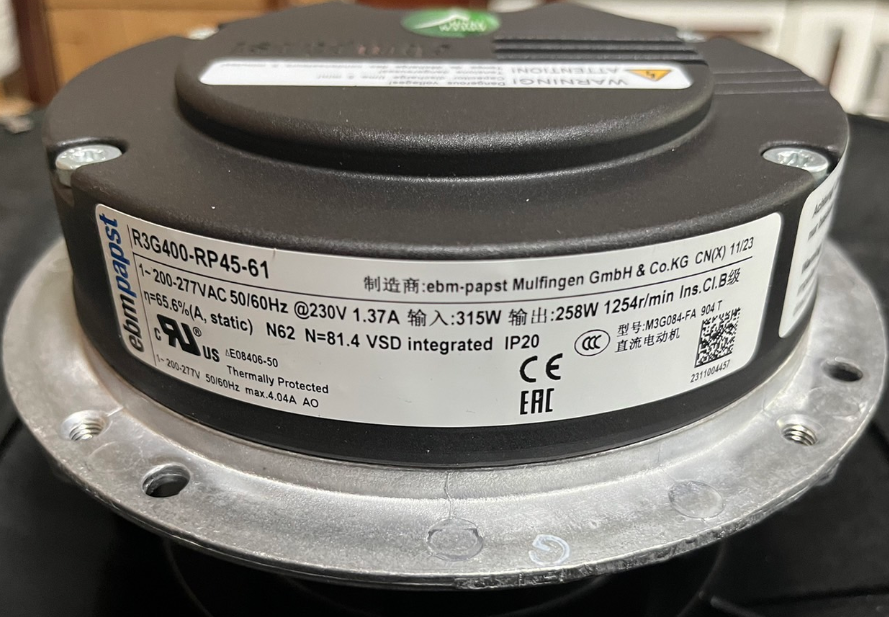 WARNING!
ATTENTION!
ebmpapst
R3G400-RP45-61
制造商:ebm-papst Mulfingen GmbH & Co.KG CN(X) 11/23
1~200-277VAC 50/60Hz @230V 1.37A 输入:315W 输出:258W 1254r/min Ins.Cl.B级
η=65.6%(A, static) N62 N=81.4 VSD integrated IP20
CCC
型号:M3G084-FA 904 T
直流电动机
c RU ® US
E08406-50
Thermally Protected
1~200-277V 50/60Hz max.4.04A AO
CE
EAC
2311004457